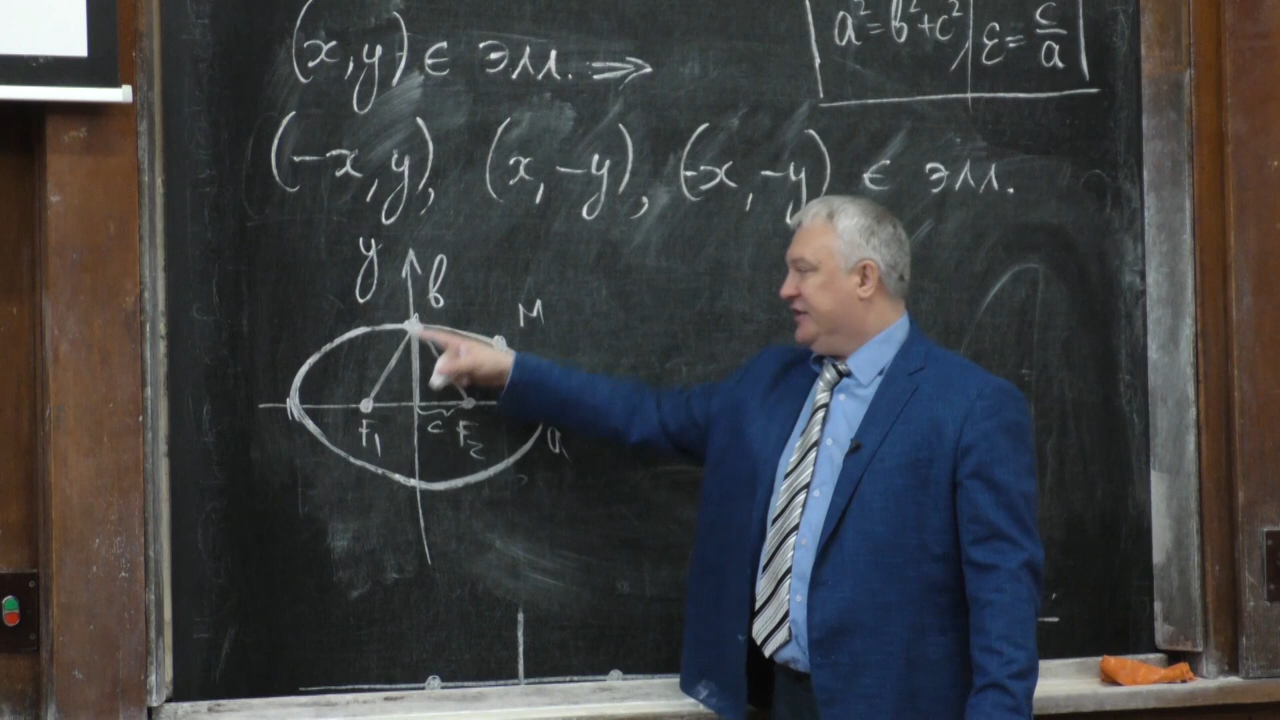 (x,y) ∈ элл. ⇒
a²=b²+c², ε=c/a
(-x,y), (x,-y), (-x,-y) ∈ элл.
y
b
M
F₁
c
F₂
a